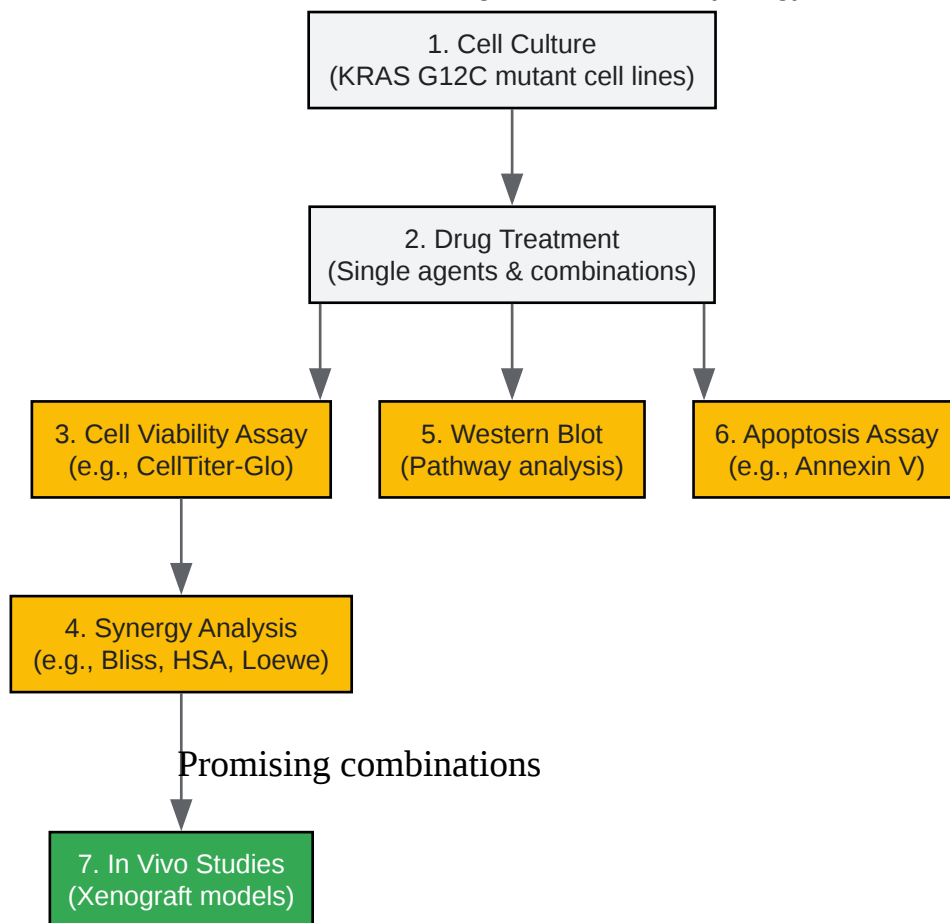 1. Cell Culture
(KRAS G12C mutant cell lines)
2. Drug Treatment
(Single agents & combinations)
3. Cell Viability Assay
(e.g., CellTiter-Glo)
5. Western Blot
(Pathway analysis)
6. Apoptosis Assay
(e.g., Annexin V)
4. Synergy Analysis
(e.g., Bliss, HSA, Loewe)
Promising combinations
7. In Vivo Studies
(Xenograft models)